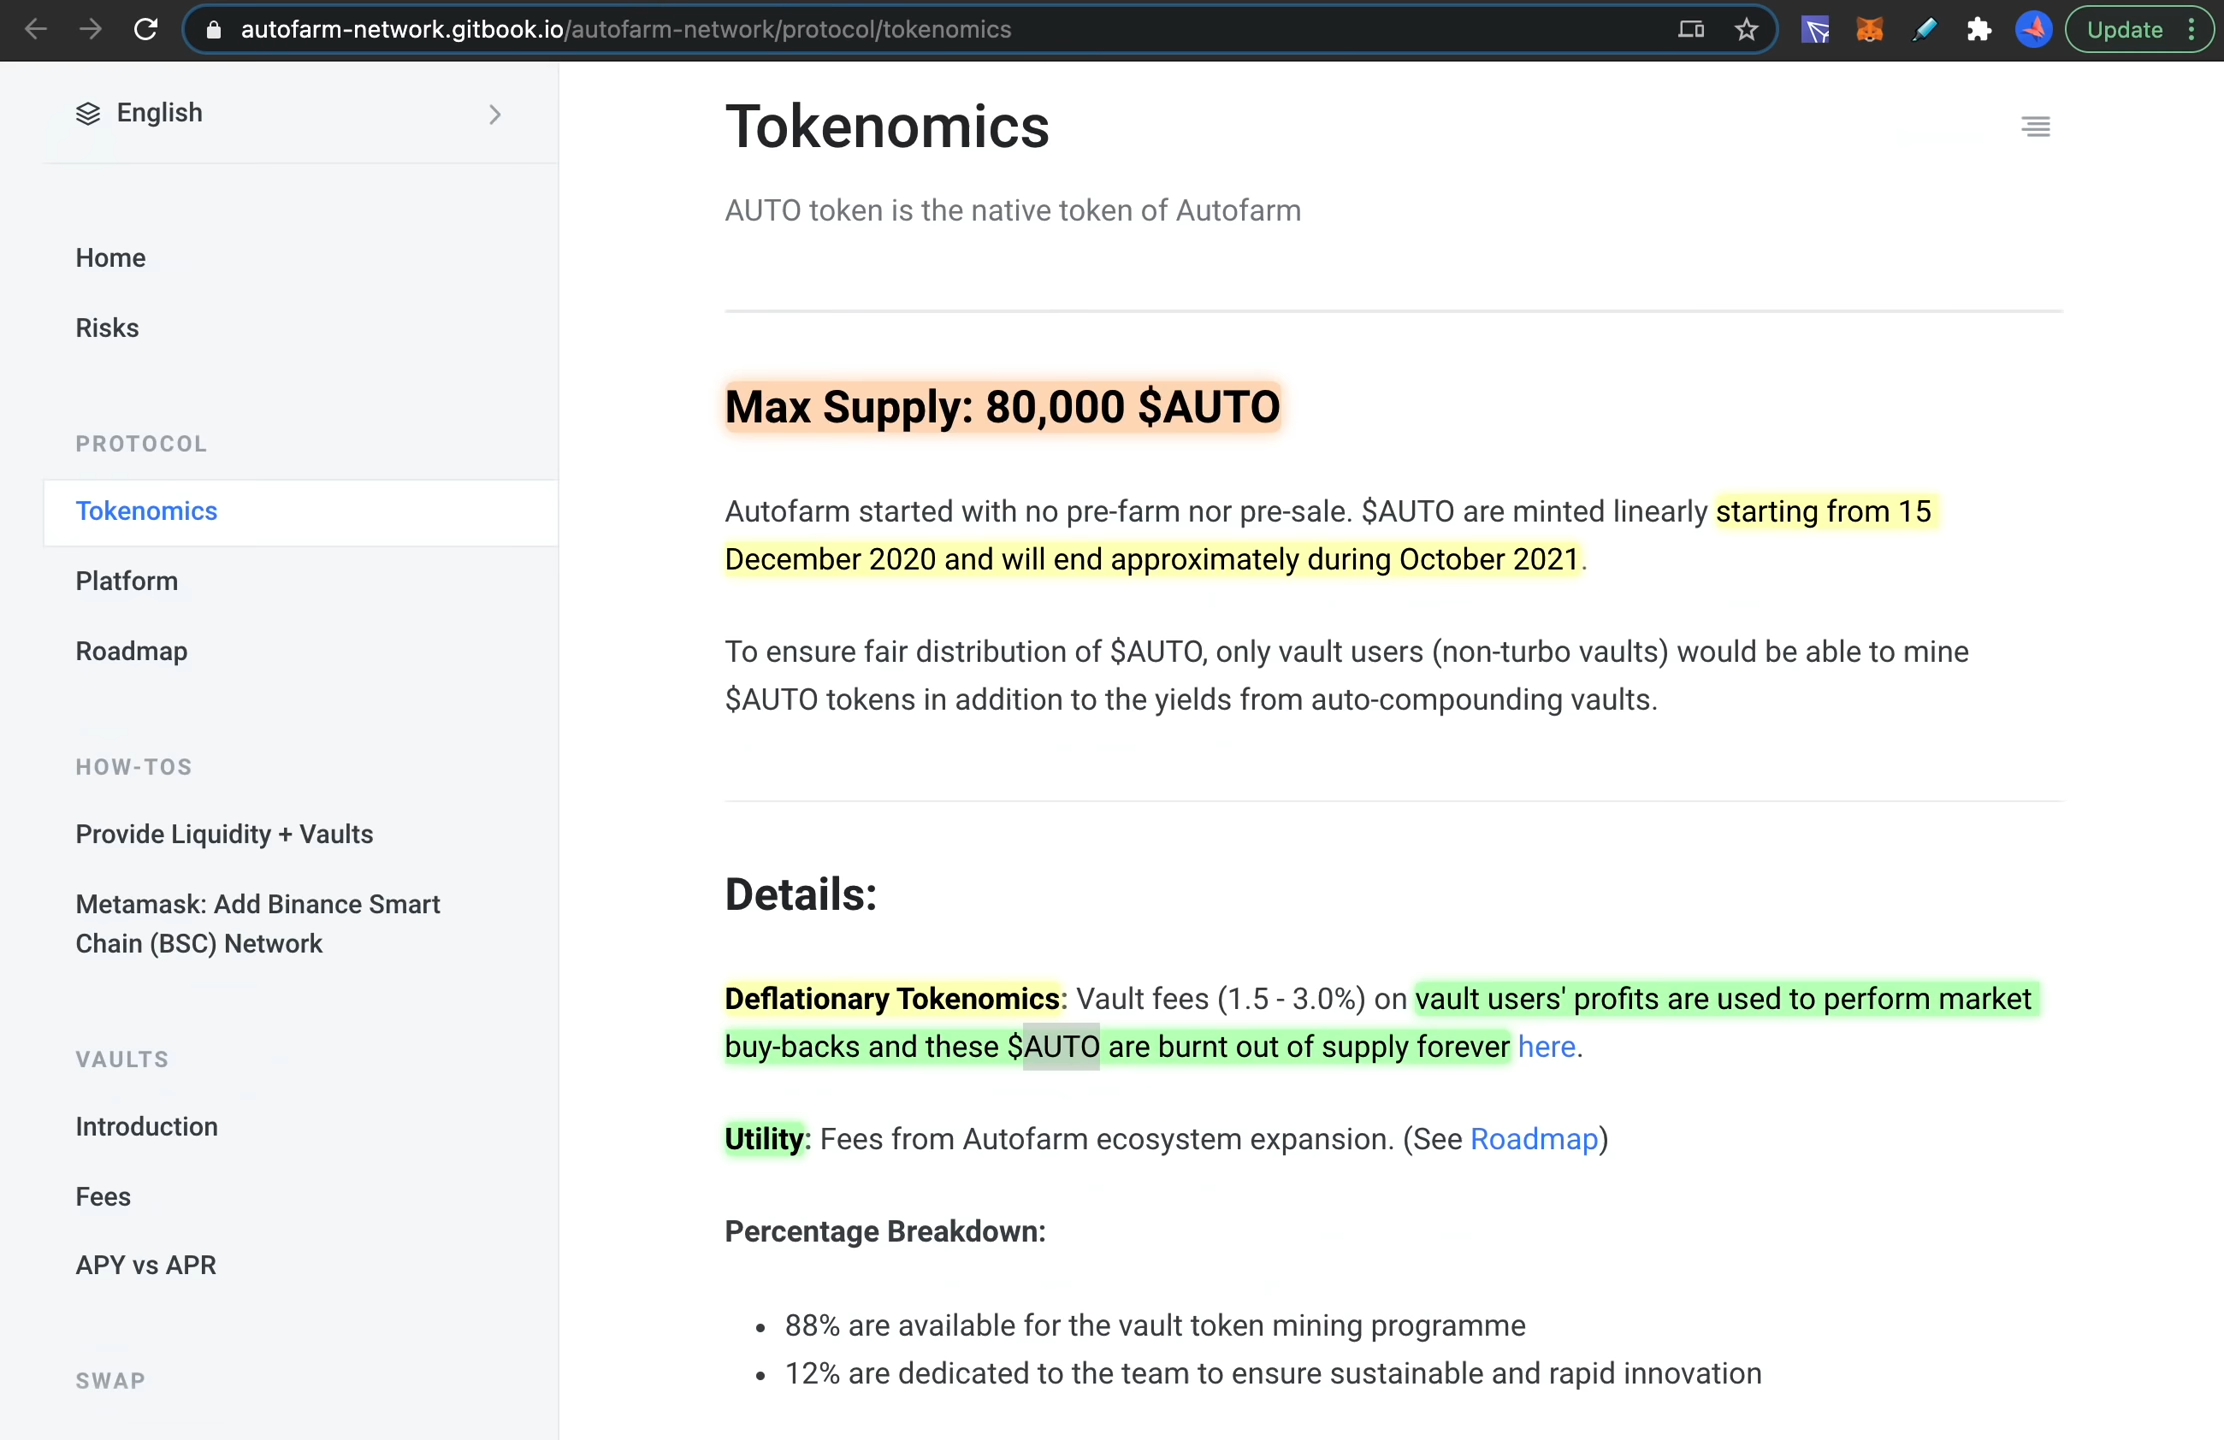 autofarm-network.gitbook.io/autofarm-network/protocol/tokenomics
Update
English
Home
Risks
PROTOCOL
Tokenomics
Platform
Roadmap
HOW-TOS
Provide Liquidity + Vaults
Metamask: Add Binance Smart
Chain (BSC) Network
VAULTS
Introduction
Fees
APY vs APR
SWAP
Tokenomics
AUTO token is the native token of Autofarm
Max Supply: 80,000 $AUTO
Autofarm started with no pre-farm nor pre-sale. $AUTO are minted linearly starting from 15
December 2020 and will end approximately during October 2021.
To ensure fair distribution of $AUTO, only vault users (non-turbo vaults) would be able to mine
$AUTO tokens in addition to the yields from auto-compounding vaults.
Details:
Deflationary Tokenomics: Vault fees (1.5 - 3.0%) on vault users' profits are used to perform market
buy-backs and these $AUTO are burnt out of supply forever here.
Utility: Fees from Autofarm ecosystem expansion. (See Roadmap)
Percentage Breakdown:
• 88% are available for the vault token mining programme
• 12% are dedicated to the team to ensure sustainable and rapid innovation